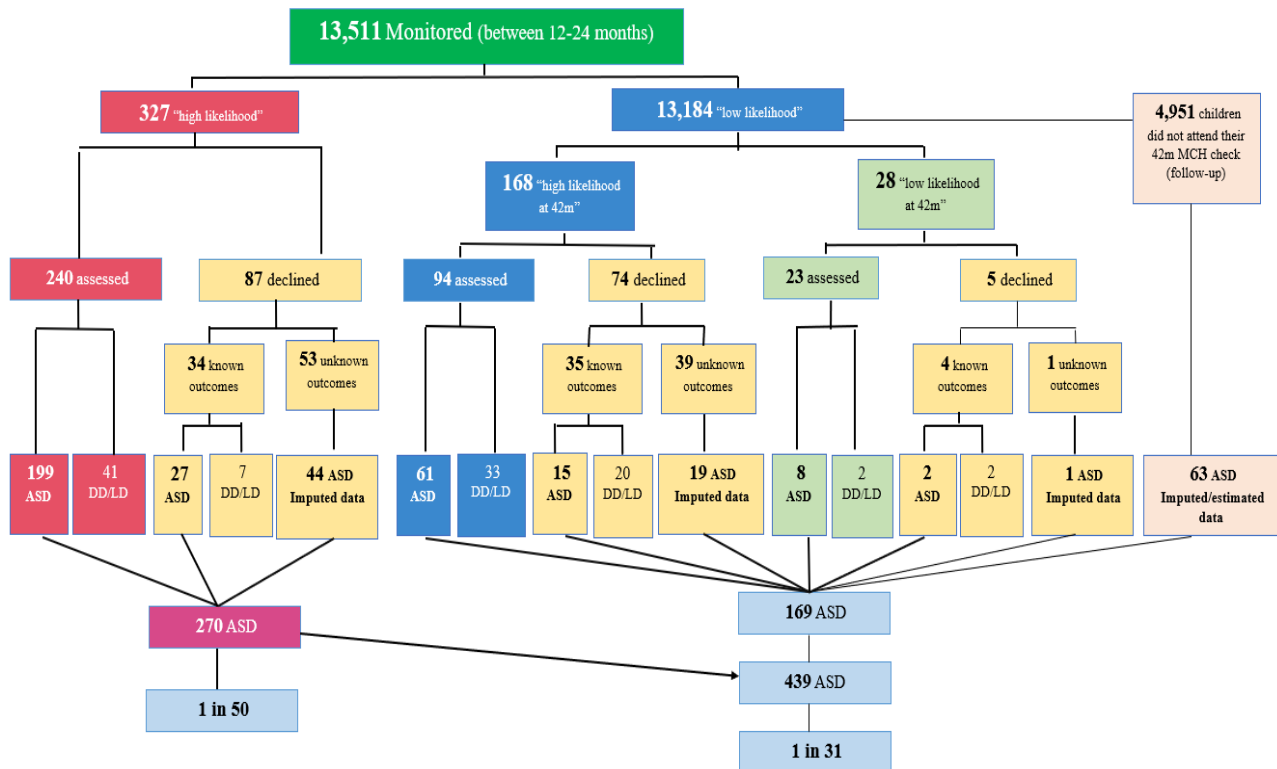 13,511 Monitored (between 12-24 months)
327 “high likelihood”
13,184 “low likelihood”
4,951 children
did not attend their
42m MCH check
(follow-up)
168 “high likelihood
at 42m”
28 “low likelihood
at 42m”
240 assessed
87 declined
94 assessed
74 declined
23 assessed
5 declined
34 known
outcomes
53 unknown
outcomes
35 known
outcomes
39 unknown
outcomes
4 known
outcomes
1 unknown
outcomes
199
ASD
41
DD/LD
27
ASD
7
DD/LD
44 ASD
Imputed data
61
ASD
33
DD/LD
15
ASD
20
DD/LD
19 ASD
Imputed data
8
ASD
2
DD/LD
2
ASD
2
DD/LD
1 ASD
Imputed data
63 ASD
Imputed/estimated
data
270 ASD
169 ASD
439 ASD
1 in 50
1 in 31